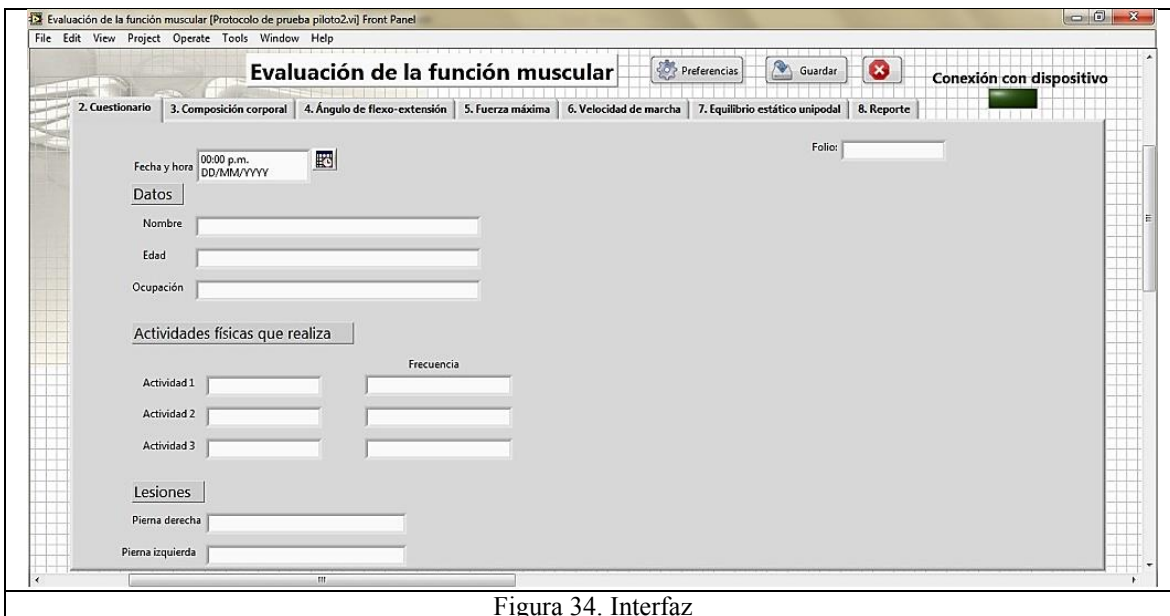 Evaluación de la función muscular [Protocolo de prueba piloto2.vi] Front Panel
File Edit View Project Operate Tools Window Help
Evaluación de la función muscular
Preferencias
Guardar
Conexión con dispositivo
2. Cuestionario
3. Composición corporal
4. Ángulo de flexo-extensión
5. Fuerza máxima
6. Velocidad de marcha
7. Equilibrio estático unipodal
8. Reporte
Folio:
Fecha y hora
00:00 p.m.
DD/MM/YYYY
Datos
Nombre
Edad
Ocupación
Actividades físicas que realiza
Frecuencia
Actividad 1
Actividad 2
Actividad 3
Lesiones
Pierna derecha
Pierna izquierda
Figura 34. Interfaz